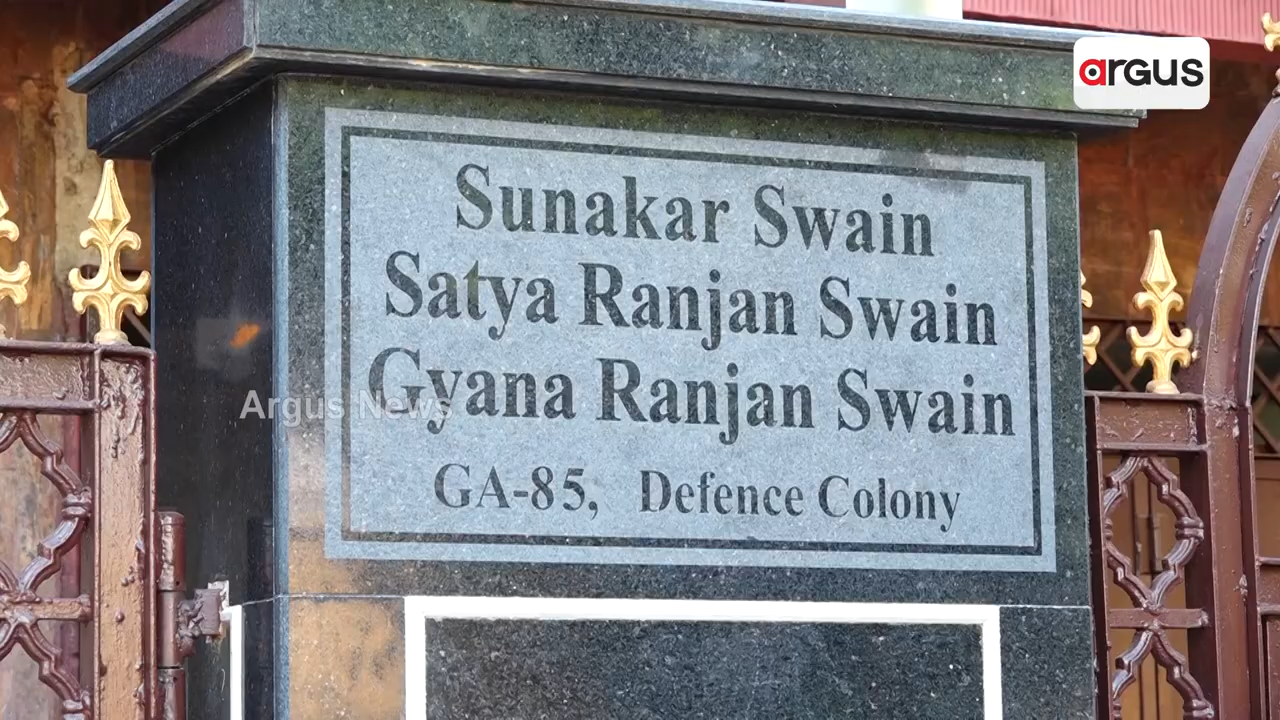 argus
Sunakar Swain
Satya Ranjan Swain
Gyana Ranjan Swain
Argus News
GA-85, Defence Colony